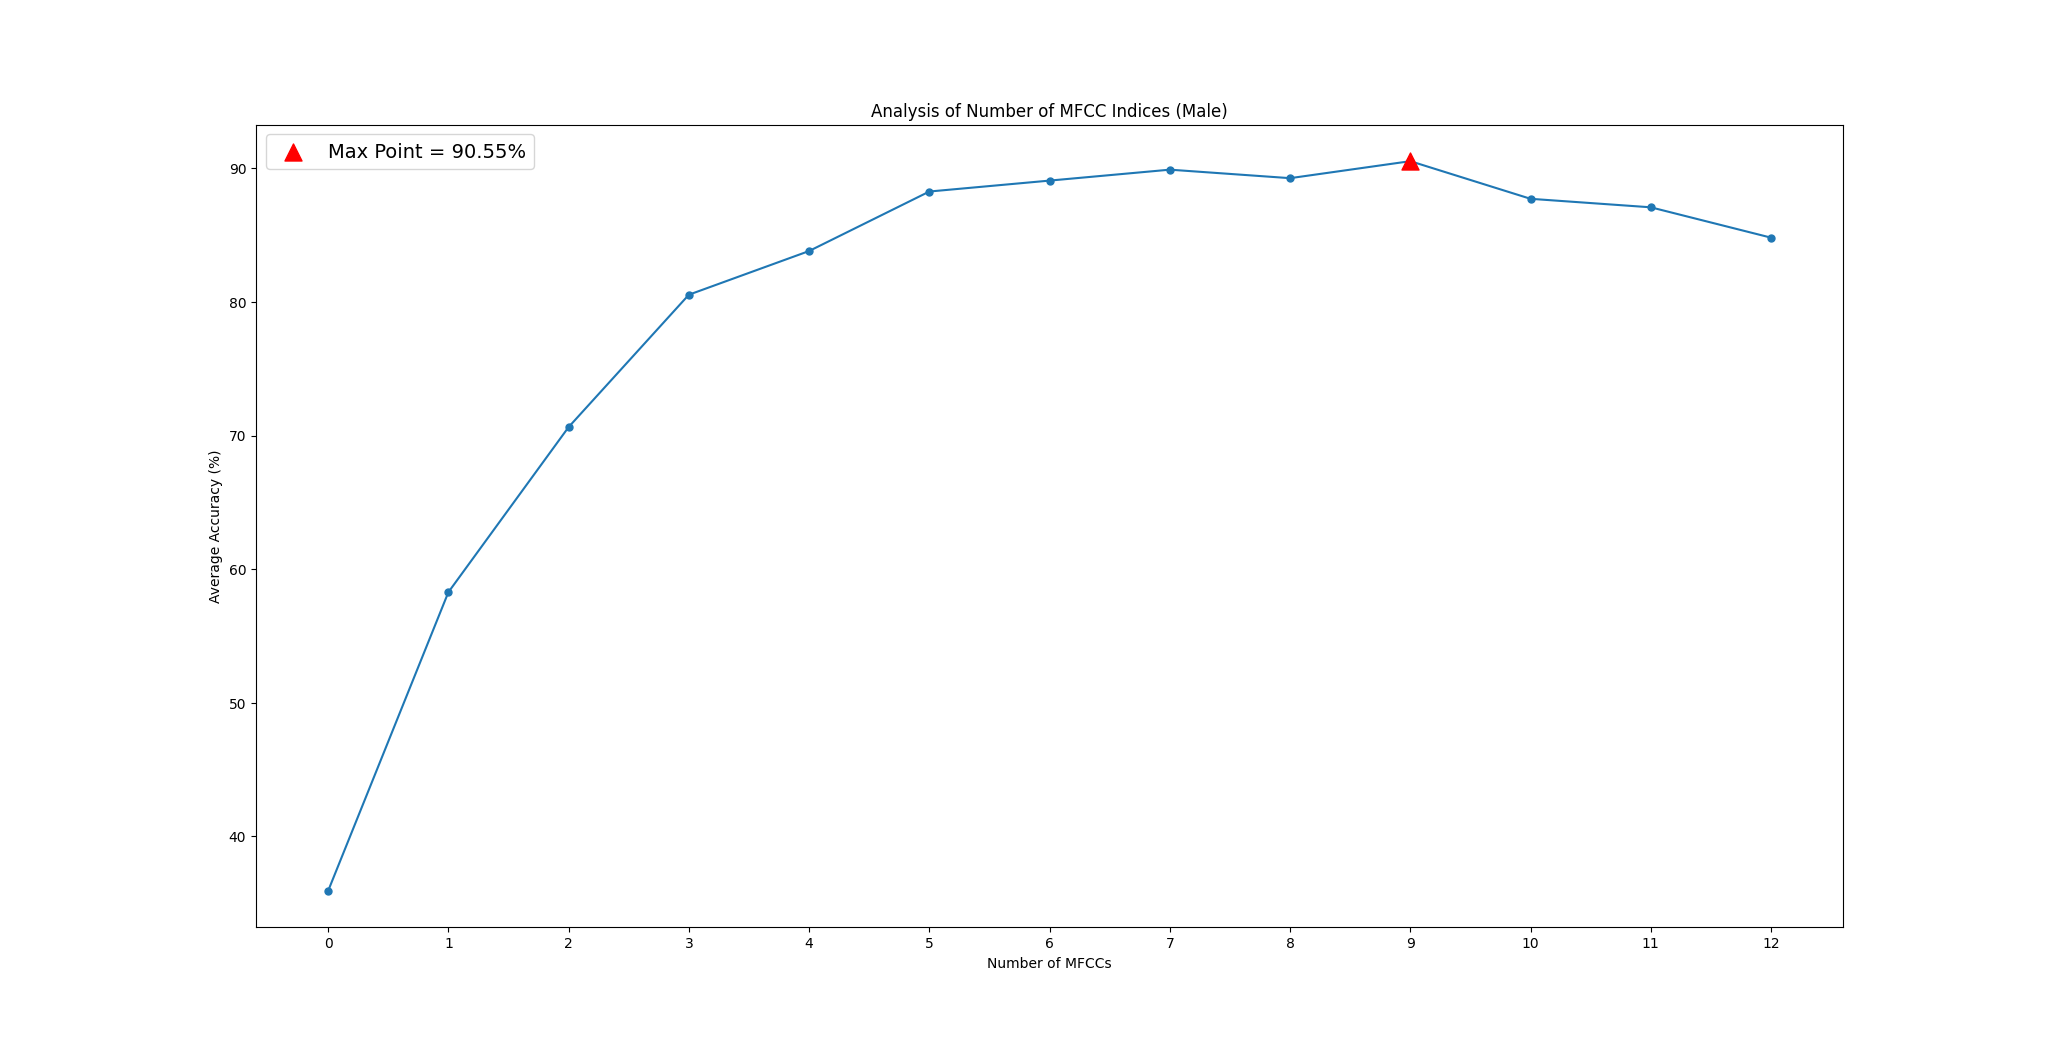 Analysis of Number of MFCC Indices (Male)
Max Point = 90.55%
90
80
70
60
50
40
Average Accuracy (%)
0 1 2 3 4 5 6 7 8 9 10 11 12
Number of MFCCs